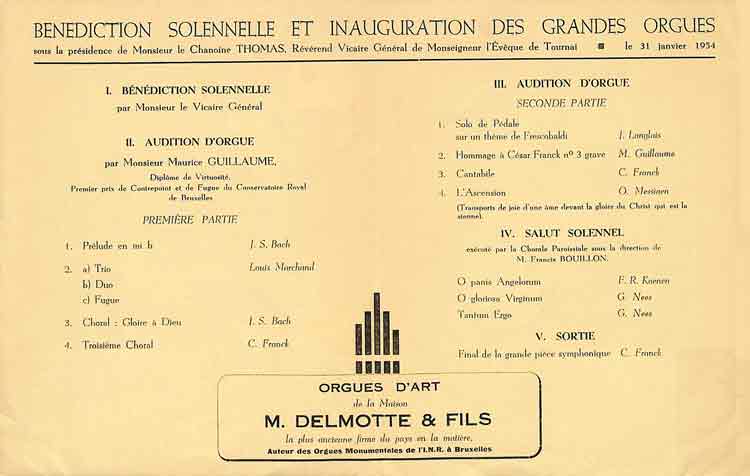 BENEDICTION SOLENNELLE ET INAUGURATION DES GRANDES ORGUES
sous la présidence de Monsieur le Chanoine THOMAS, Révérend Vicaire Général de Monseigneur l'Évêque de Tournai ■ le 31 janvier 1954
I. BÉNÉDICTION SOLENNELLE
par Monsieur le Vicaire Général
II. AUDITION D'ORGUE
par Monsieur Maurice GUILLAUME,
Diplôme de Virtuosité,
Premier prix de Contrepoint et de Fugue du Conservatoire Royal
de Bruxelles
PREMIÈRE PARTIE
1. Prélude en mi b J. S. Bach
2. a) Trio Louis Marchand
b) Duo
c) Fugue
3. Choral : Gloire à Dieu J. S. Bach
4. Troisième Choral C. Franck
III. AUDITION D'ORGUE
SECONDE PARTIE
1. Solo de Pédale
sur un thème de Frescobaldi J. Langlais
2. Hommage à César Franck nº 3 grave M. Guillaume
3. Cantabile C. Franck
4. L'Ascension O. Messiaen
(Transports de joie d'une âme devant la gloire du Christ qui est la
sienne).
IV. SALUT SOLENNEL
exécuté par la Chorale Paroissiale sous la direction de
M. Francis BOUILLON.
O panis Angelorum F. R. Koenen
O gloriosa Virginum G. Nees
Tantum Ergo G. Nees
V. SORTIE
Final de la grande pièce symphonique C. Franck
ORGUES D'ART
de la Maison
M. DELMOTTE & FILS
la plus ancienne firme du pays en la matière,
Auteur des Orgues Monumentales de l'I.N.R. à Bruxelles